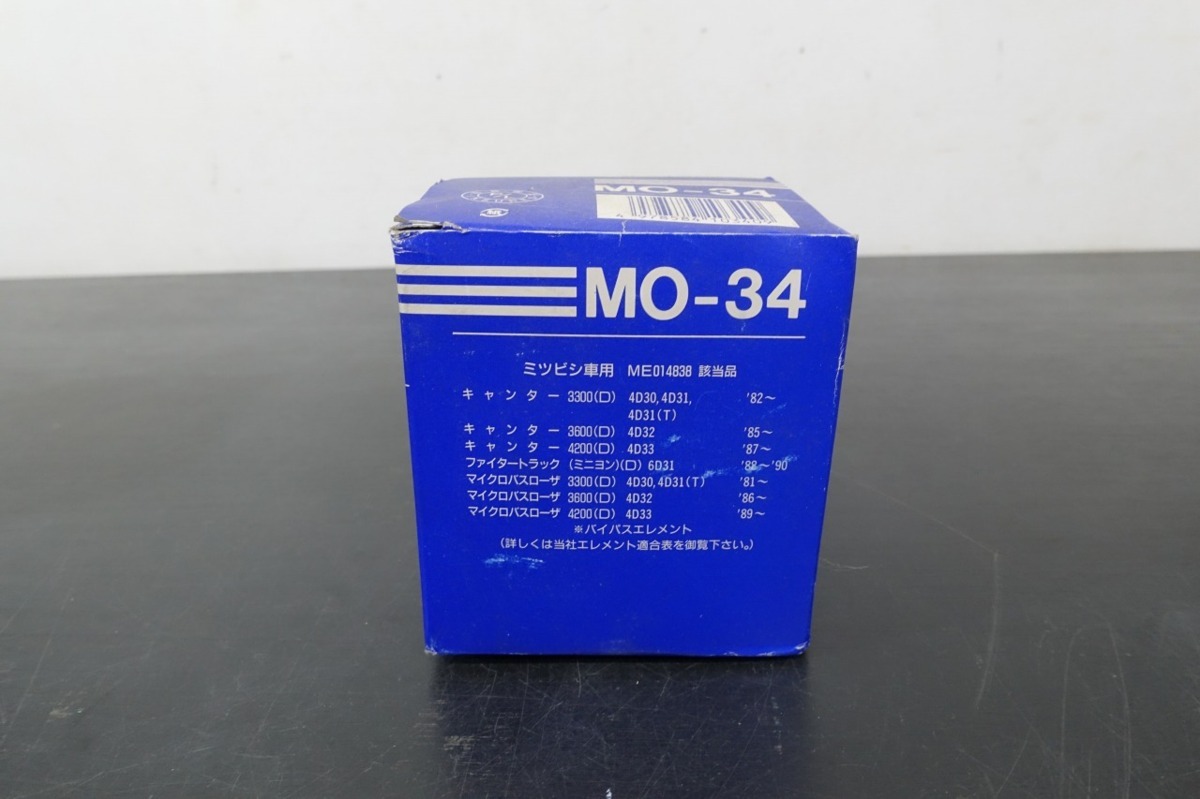 MO-34
MO-34
ミツビシ車用 ME014838 該当品
キャンター 3300(D) 4D30,4D31, '82～
4D31(T)
キャンター 3600(D) 4D32 '85～
キャンター 4200(D) 4D33 '87～
ファイタートラック (ミニヨン)(D) 6D31 '88～'90
マイクロバスローザ 3300(D) 4D30,4D31(T) '81～
マイクロバスローザ 3600(D) 4D32 '86～
マイクロバスローザ 4200(D) 4D33 '89～
※バイパスエレメント
(詳しくは当社エレメント適合表を御覧下さい。)